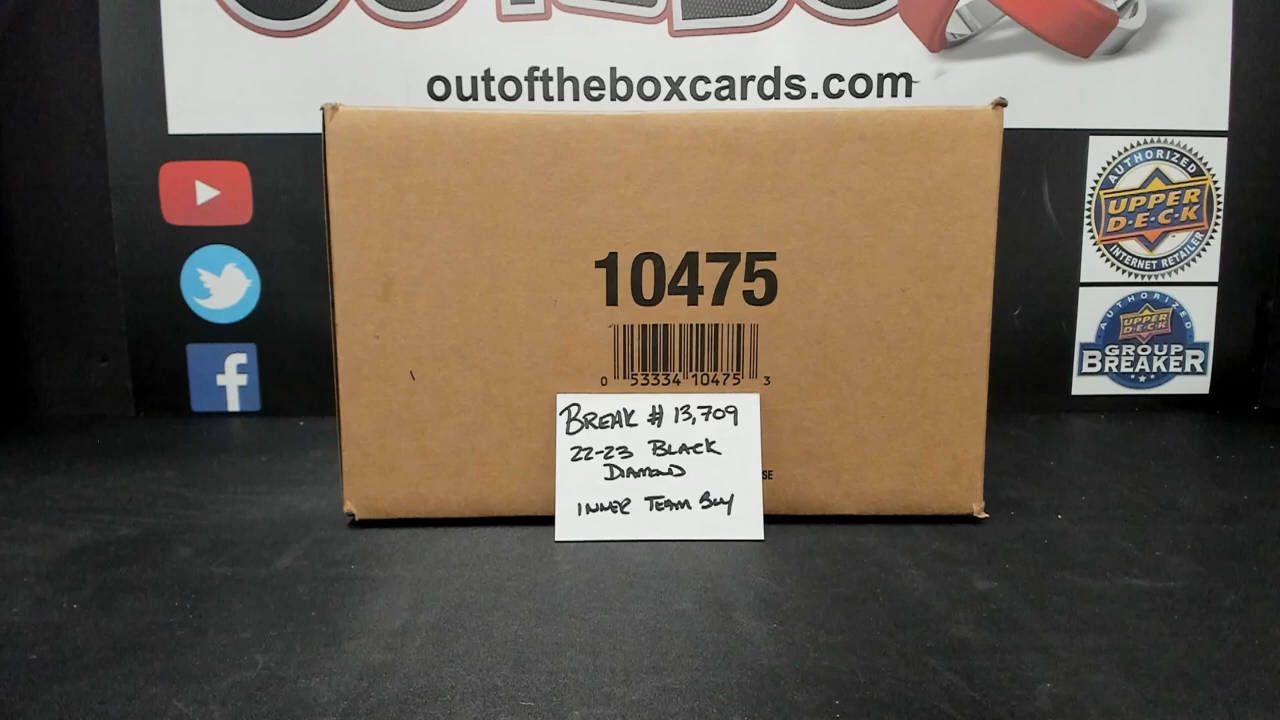 outoftheboxcards.com
AUTHORIZED
UPPER
D·E·C·K
INTERNET RETAILER
10475
0 53334 10475 3
AUTHORIZED
UPPER
DECK
GROUP
BREAKER
BREAK # 13,709
22-23 BLACK
DIAMOND
INNER TEAM BUY
SE